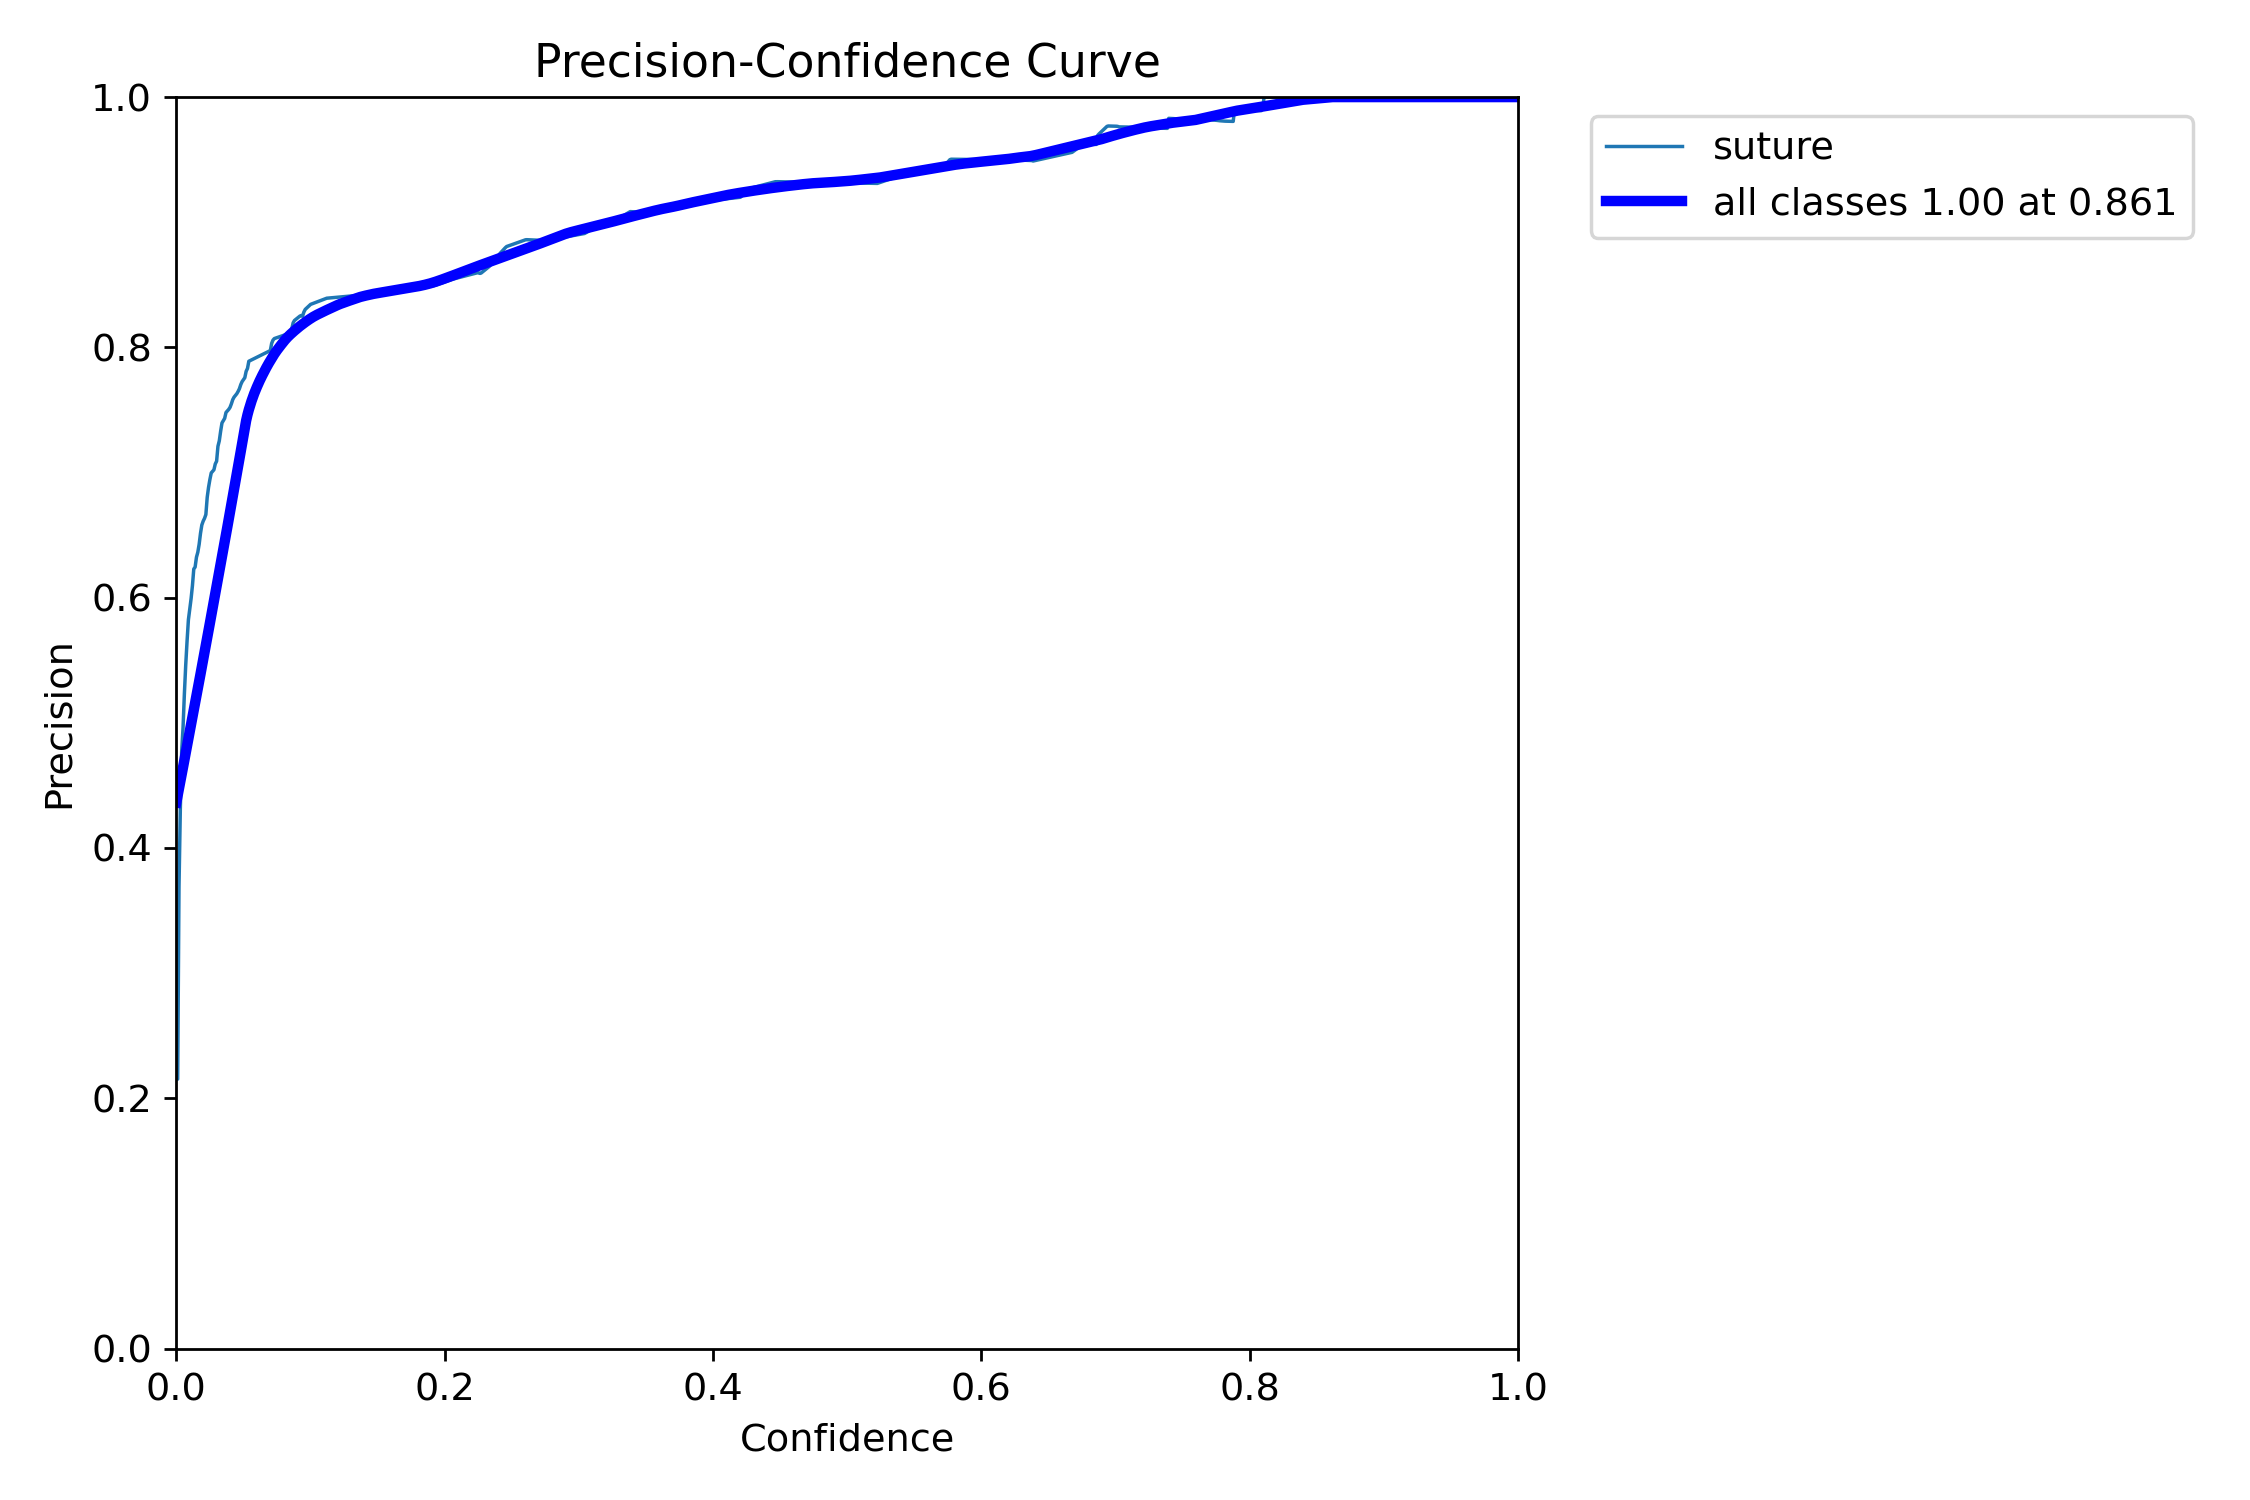 Precision-Confidence Curve
1.0
0.8
0.6
0.4
0.2
0.0
Precision
0.0 0.2 0.4 0.6 0.8 1.0
Confidence
suture
all classes 1.00 at 0.861